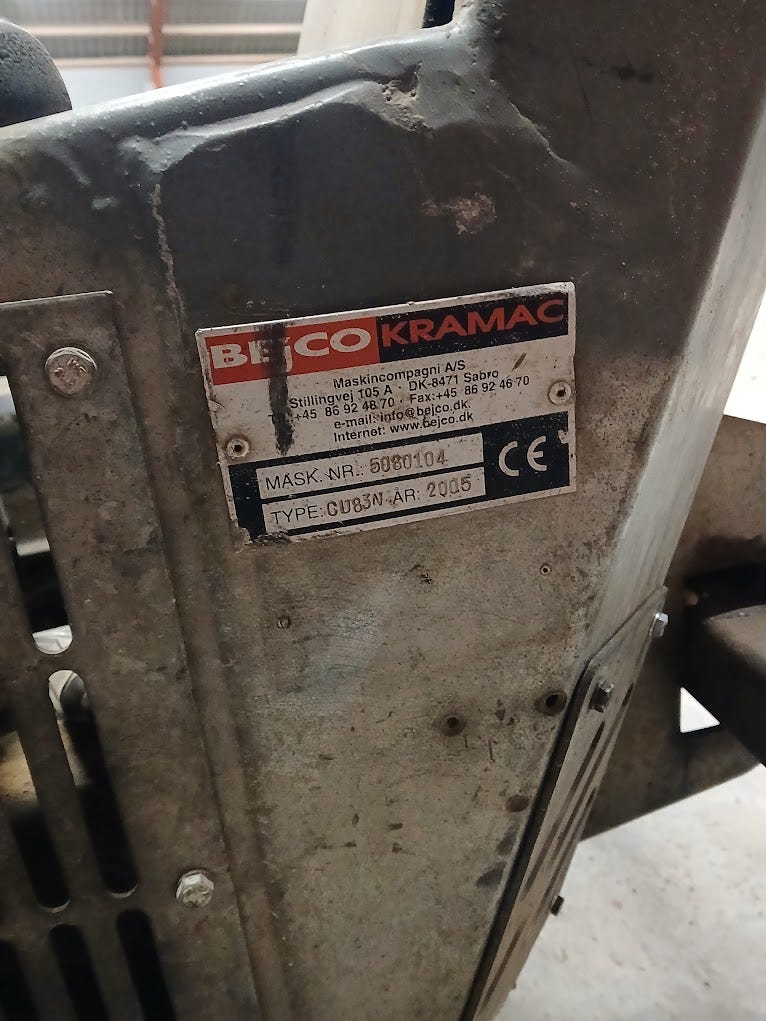 BEJCO KRAMAC
Maskincompagni A/S
Stillingvej 105 A · DK-8471 Sabro
+45 86 92 48 70 · Fax:+45 86 92 46 70
e-mail: info@bejco.dk
Internet: www.bejco.dk
MASK. NR.: 5080104
TYPE: CU83N ÅR: 2005
CE